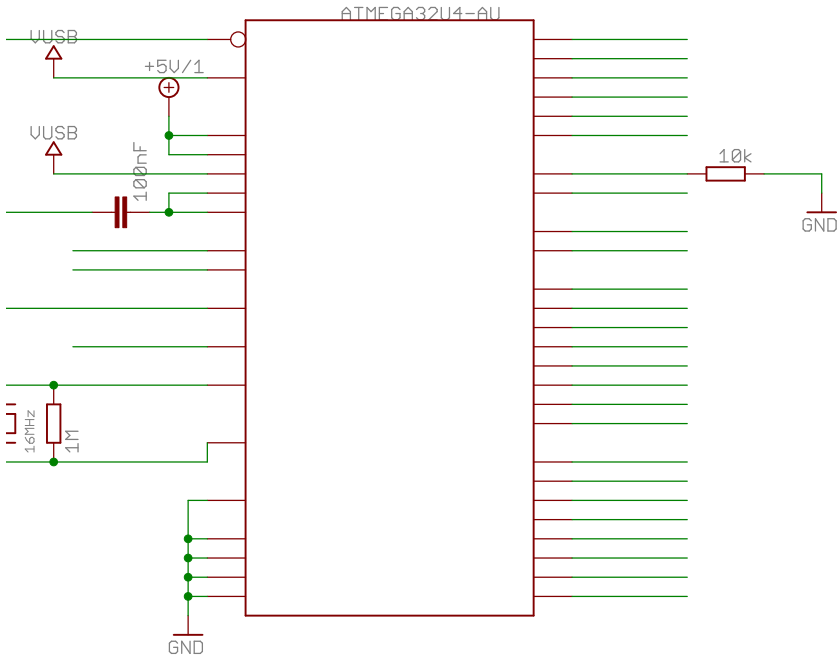 ATMEGA32U4-AU
VUSB
+5V/1
VUSB
100nF
10k
GND
16MHz
1M
GND